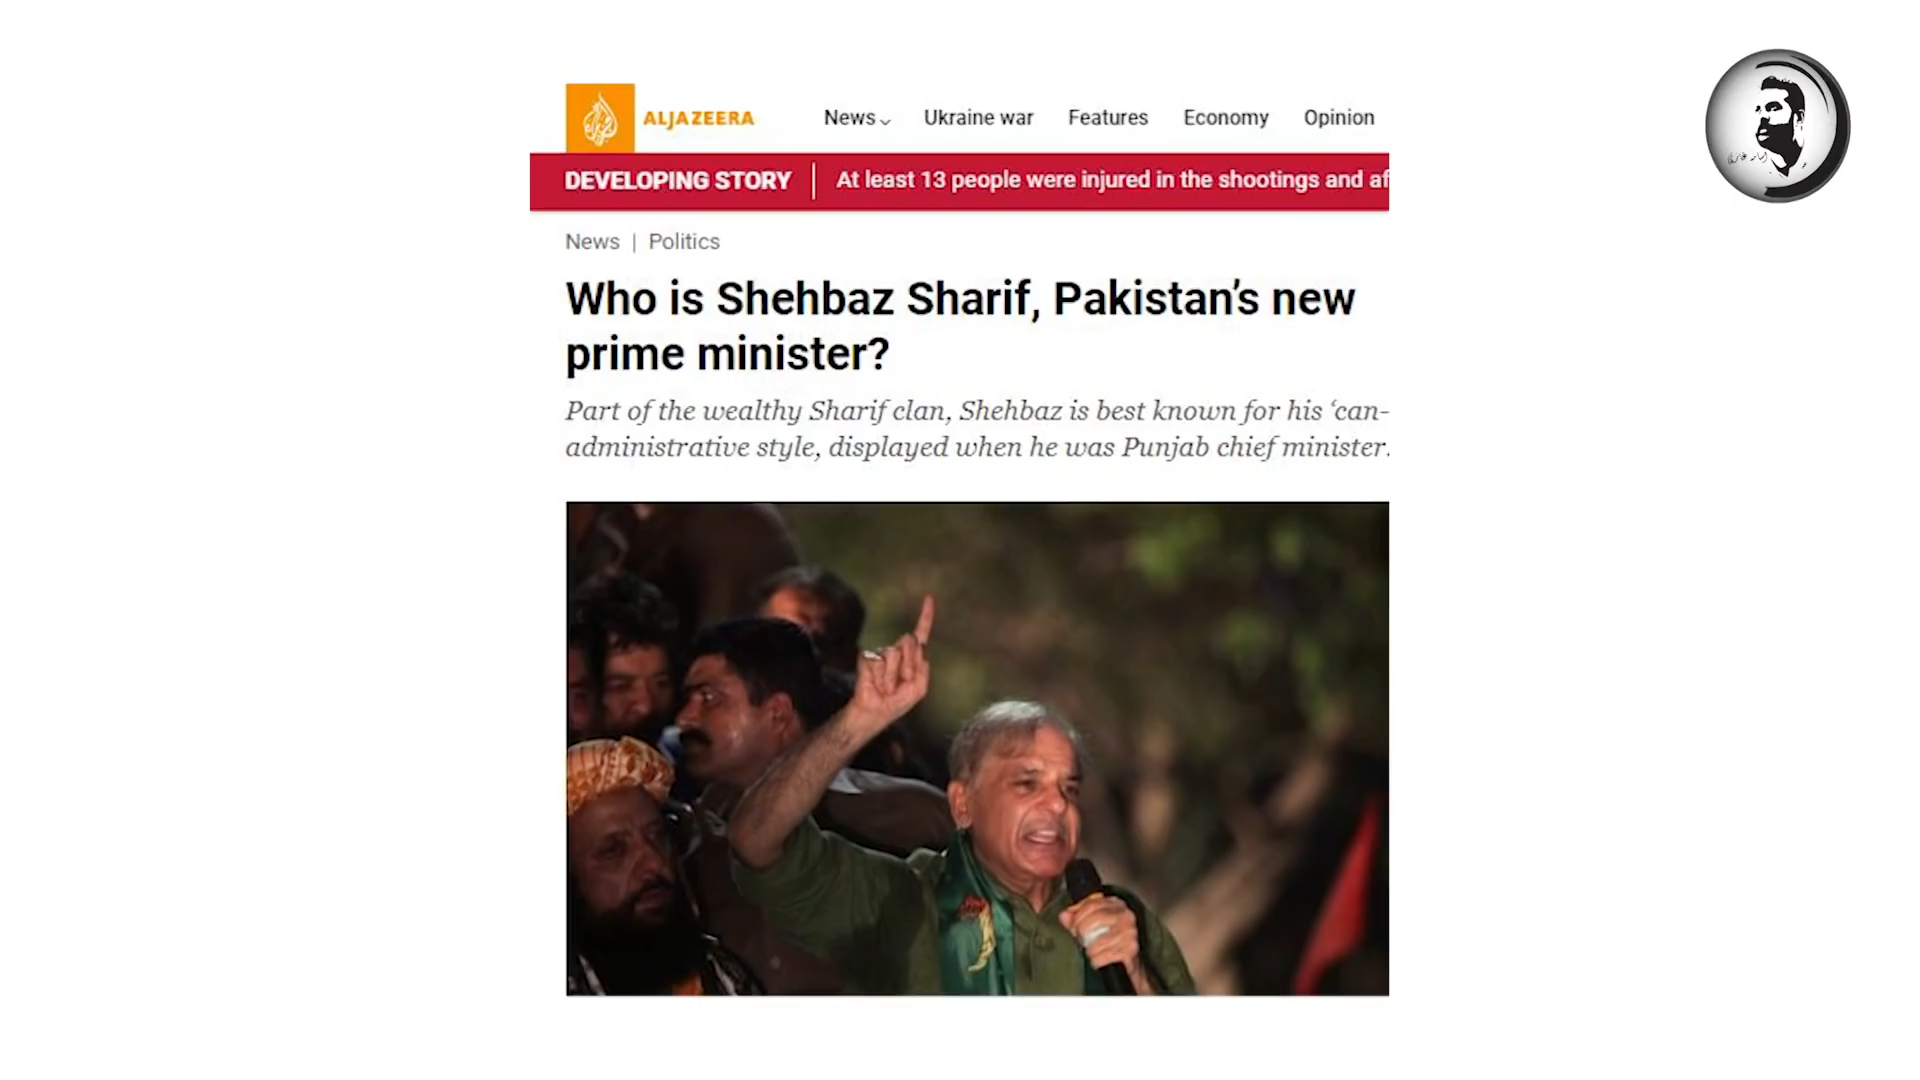 ALJAZEERA
News Ukraine war Features Economy Opinion
DEVELOPING STORY At least 13 people were injured in the shootings and af
News | Politics
Who is Shehbaz Sharif, Pakistan’s new
prime minister?
Part of the wealthy Sharif clan, Shehbaz is best known for his ‘can-
administrative style, displayed when he was Punjab chief minister.